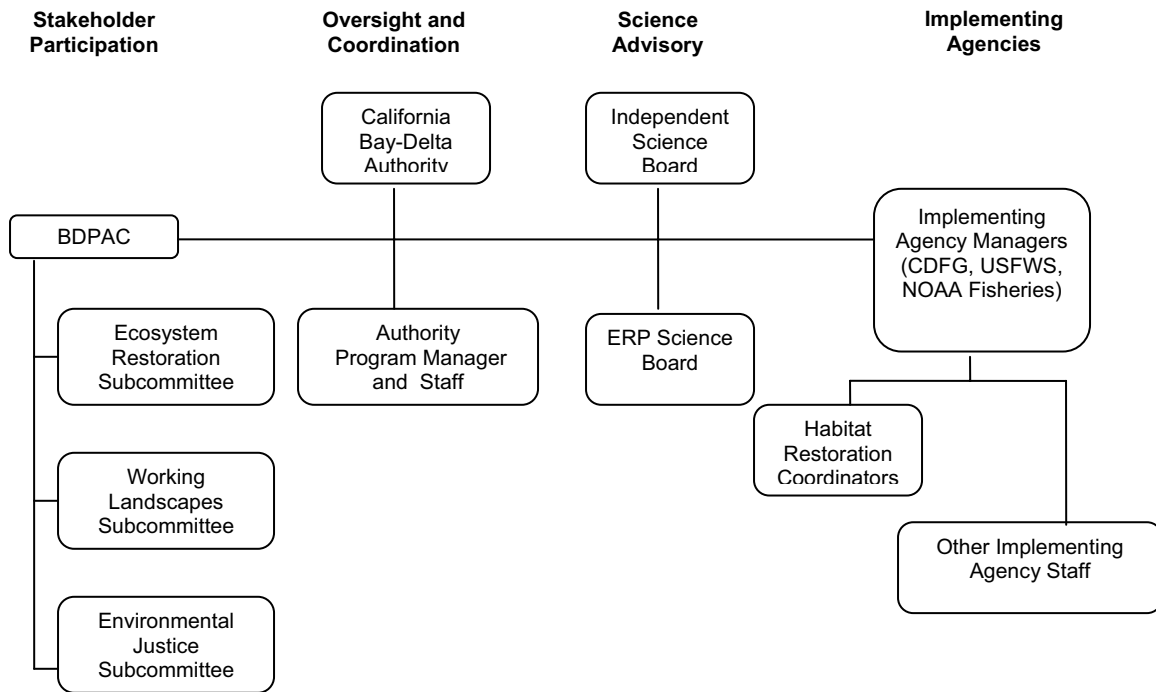 Stakeholder
Participation
Oversight and
Coordination
Science
Advisory
Implementing
Agencies
California
Bay-Delta
Authority
Independent
Science
Board
BDPAC
Implementing
Agency Managers
(CDFG, USFWS,
NOAA Fisheries)
Ecosystem
Restoration
Subcommittee
Authority
Program Manager
and Staff
ERP Science
Board
Habitat
Restoration
Coordinators
Working
Landscapes
Subcommittee
Other Implementing
Agency Staff
Environmental
Justice
Subcommittee